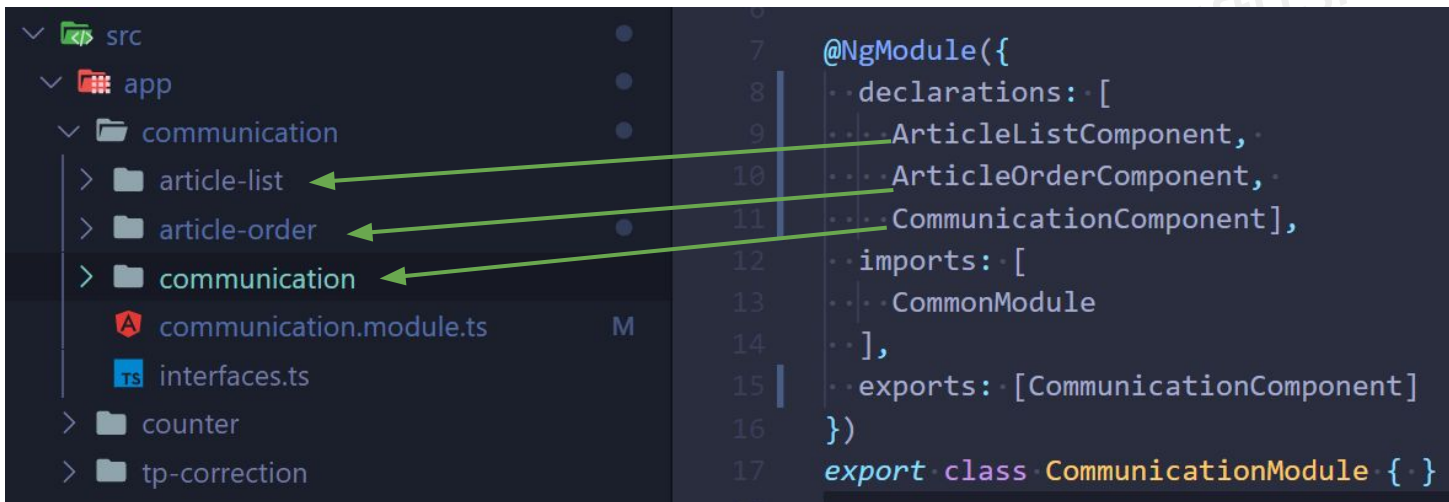 src
app
communication
article-list
article-order
communication
communication.module.ts M
TS interfaces.ts
counter
tp-correction
6
7 @NgModule({
8 declarations: [
9 ArticleListComponent,
10 ArticleOrderComponent,
11 CommunicationComponent],
12 imports: [
13 CommonModule
14 ],
15 exports: [CommunicationComponent]
16 })
17 export class CommunicationModule { }